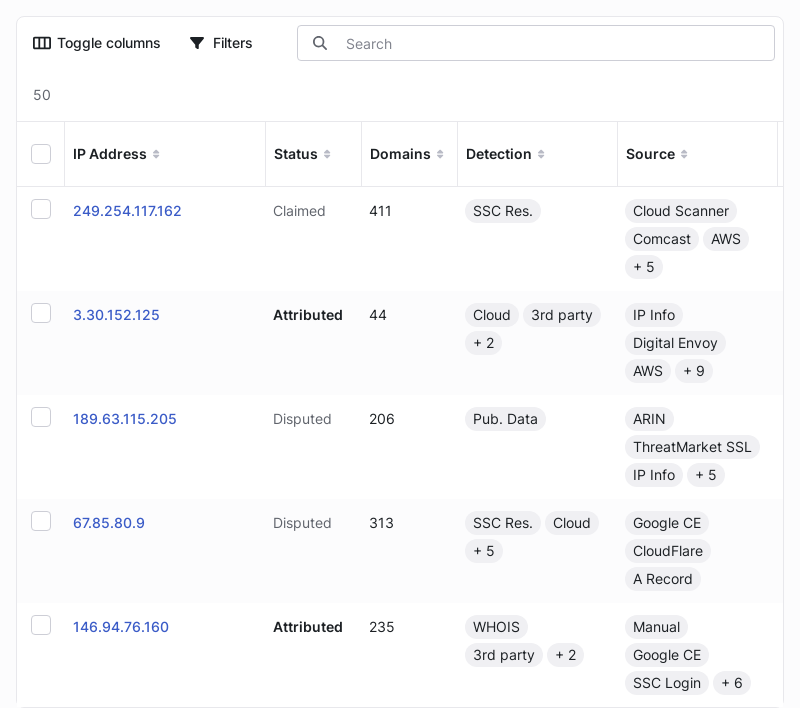 Toggle columns Filters Search
50
IP Address Status Domains Detection Source
249.254.117.162 Claimed 411 SSC Res. Cloud Scanner
Comcast AWS
+ 5
3.30.152.125 Attributed 44 Cloud 3rd party IP Info
+ 2 Digital Envoy
AWS + 9
189.63.115.205 Disputed 206 Pub. Data ARIN
ThreatMarket SSL
IP Info + 5
67.85.80.9 Disputed 313 SSC Res. Cloud Google CE
+ 5 CloudFlare
A Record
146.94.76.160 Attributed 235 WHOIS Manual
3rd party + 2 Google CE
SSC Login + 6